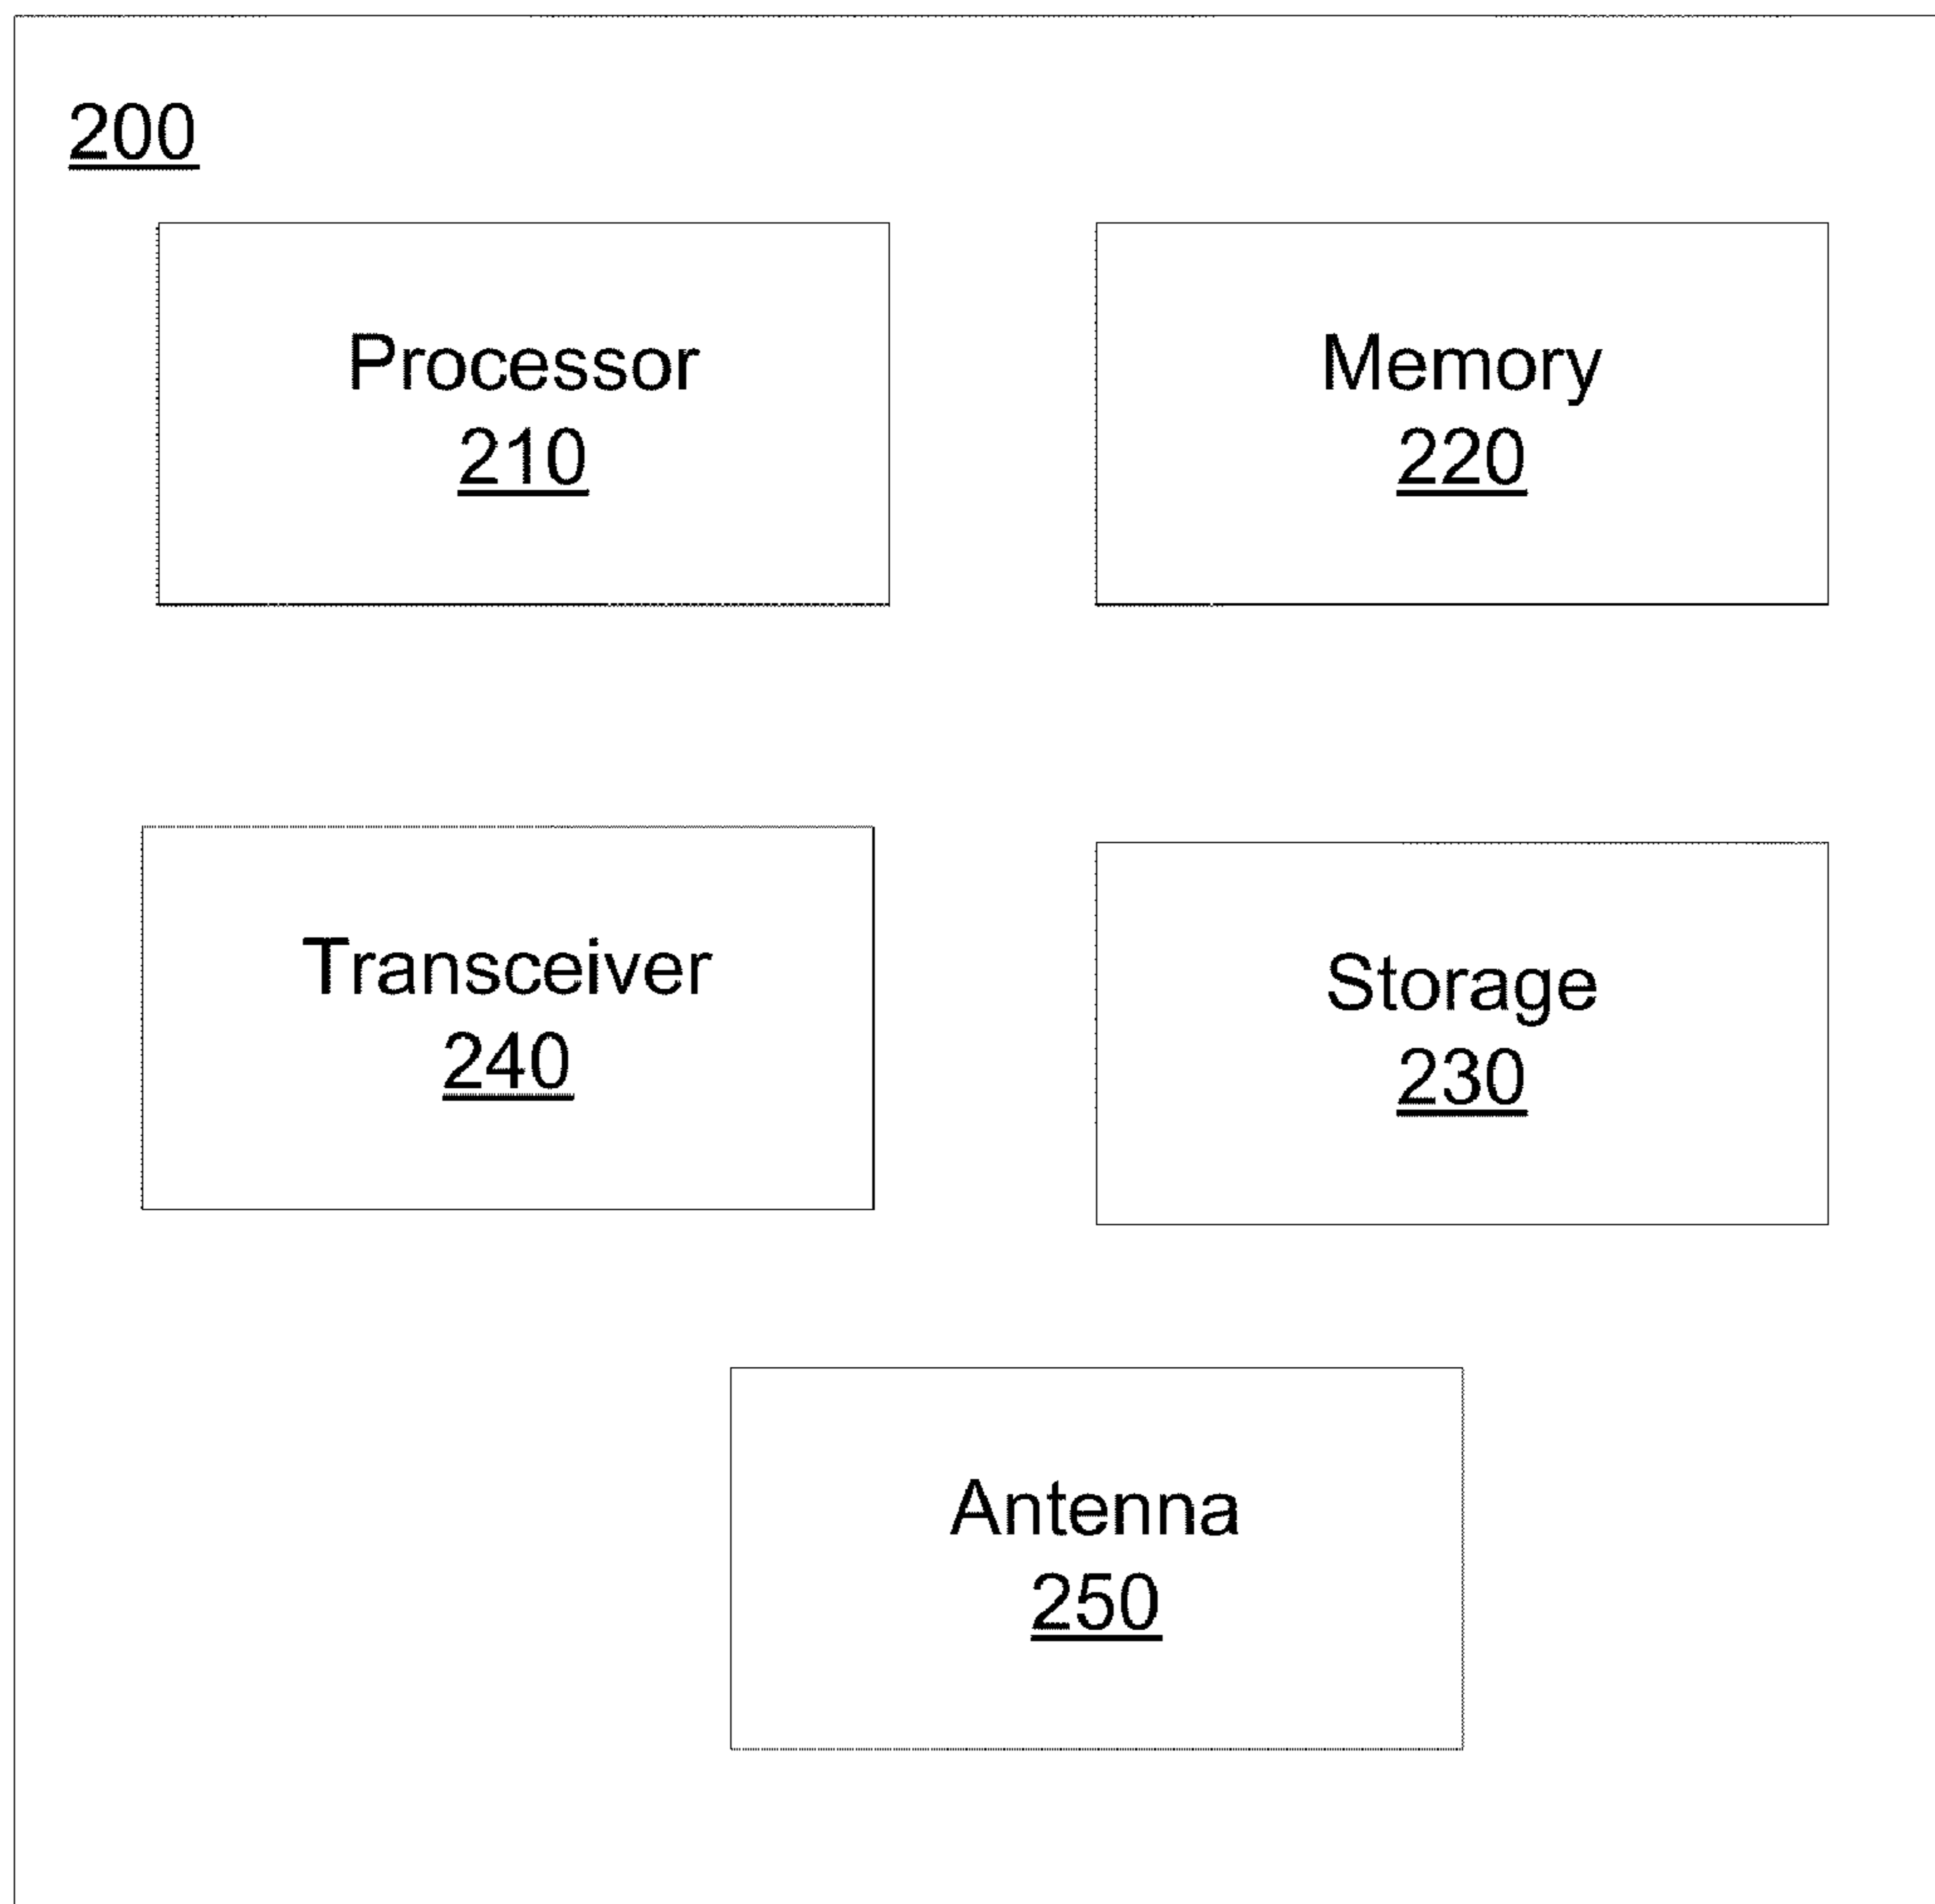 200
Processor
210
Memory
220
Transceiver
240
Storage
230
Antenna
250